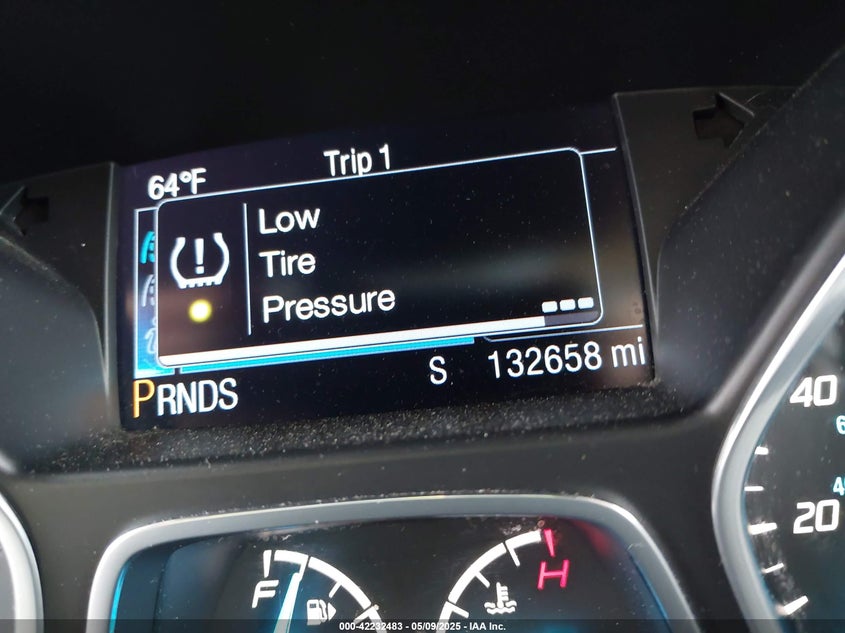 64°F Trip 1
Low
Tire
Pressure
PRNDS S 132658 mi
40
20
F H
000-42232483 - 05/09/2025 - IAA Inc.